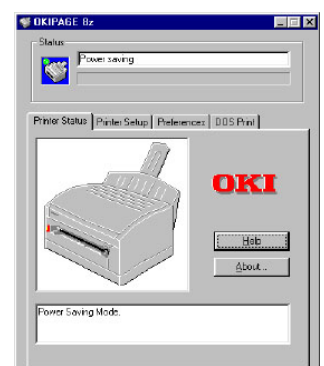 OKIPAGE 8z
Status
Power saving
Printer Status Printer Setup Preferences DOS Print
OKI
Help
About...
Power Saving Mode.